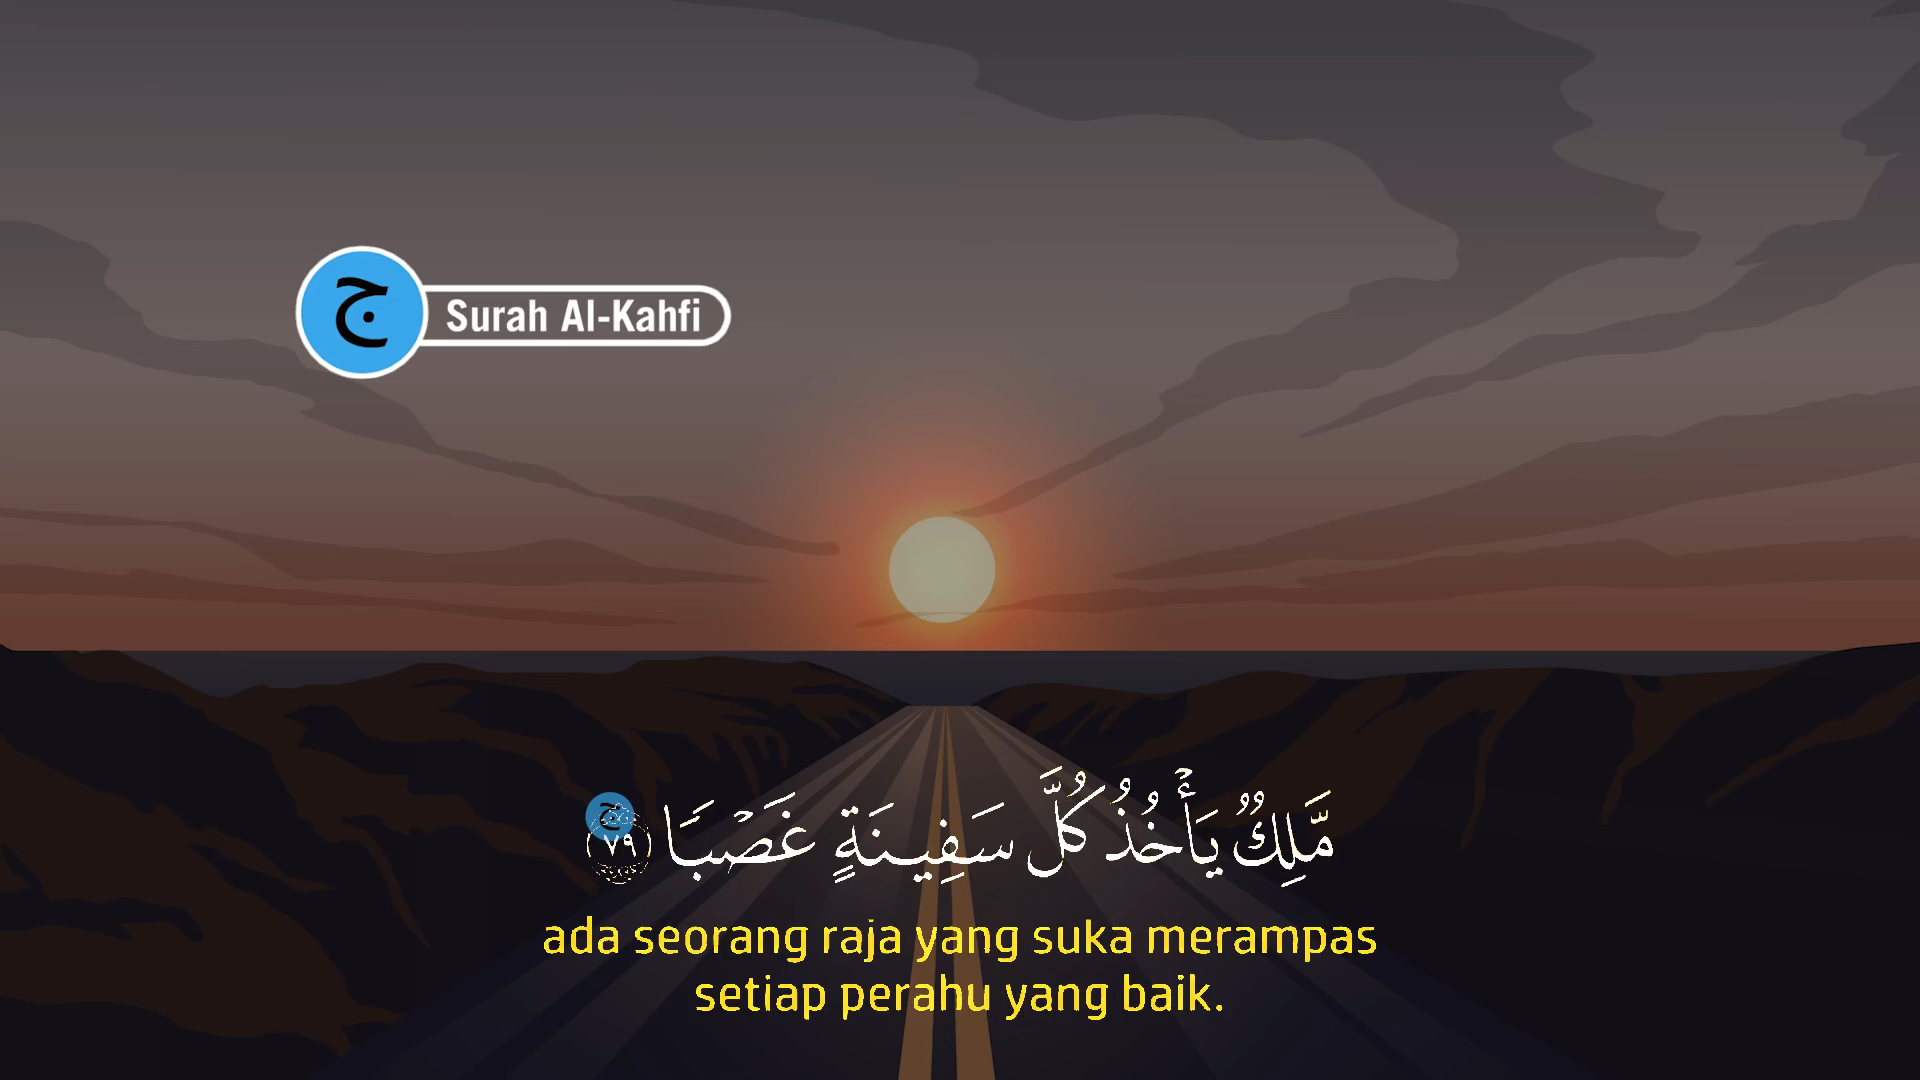 ج
Surah Al-Kahfi
مَّلِكٌ يَأْخُذُ كُلَّ سَفِينَةٍ غَصْبًا ٧٩
ج
ada seorang raja yang suka merampas
setiap perahu yang baik.